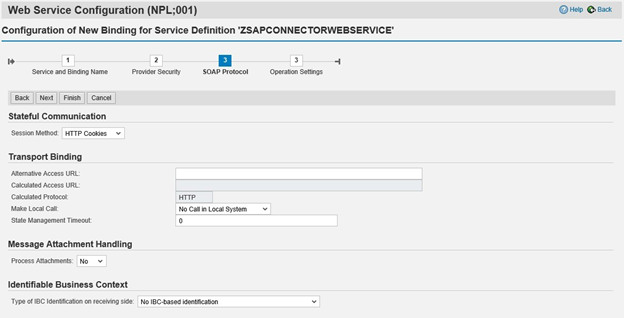 Web Service Configuration (NPL;001) Help Back
Configuration of New Binding for Service Definition 'ZSAPCONNECTORWEBSERVICE'
1 2 3 3
Service and Binding Name Provider Security SOAP Protocol Operation Settings
Back Next Finish Cancel
Stateful Communication
Session Method: HTTP Cookies
Transport Binding
Alternative Access URL:
Calculated Access URL:
Calculated Protocol: HTTP
Make Local Call: No Call in Local System
State Management Timeout: 0
Message Attachment Handling
Process Attachments: No
Identifiable Business Context
Type of IBC Identification on receiving side: No IBC-based identification